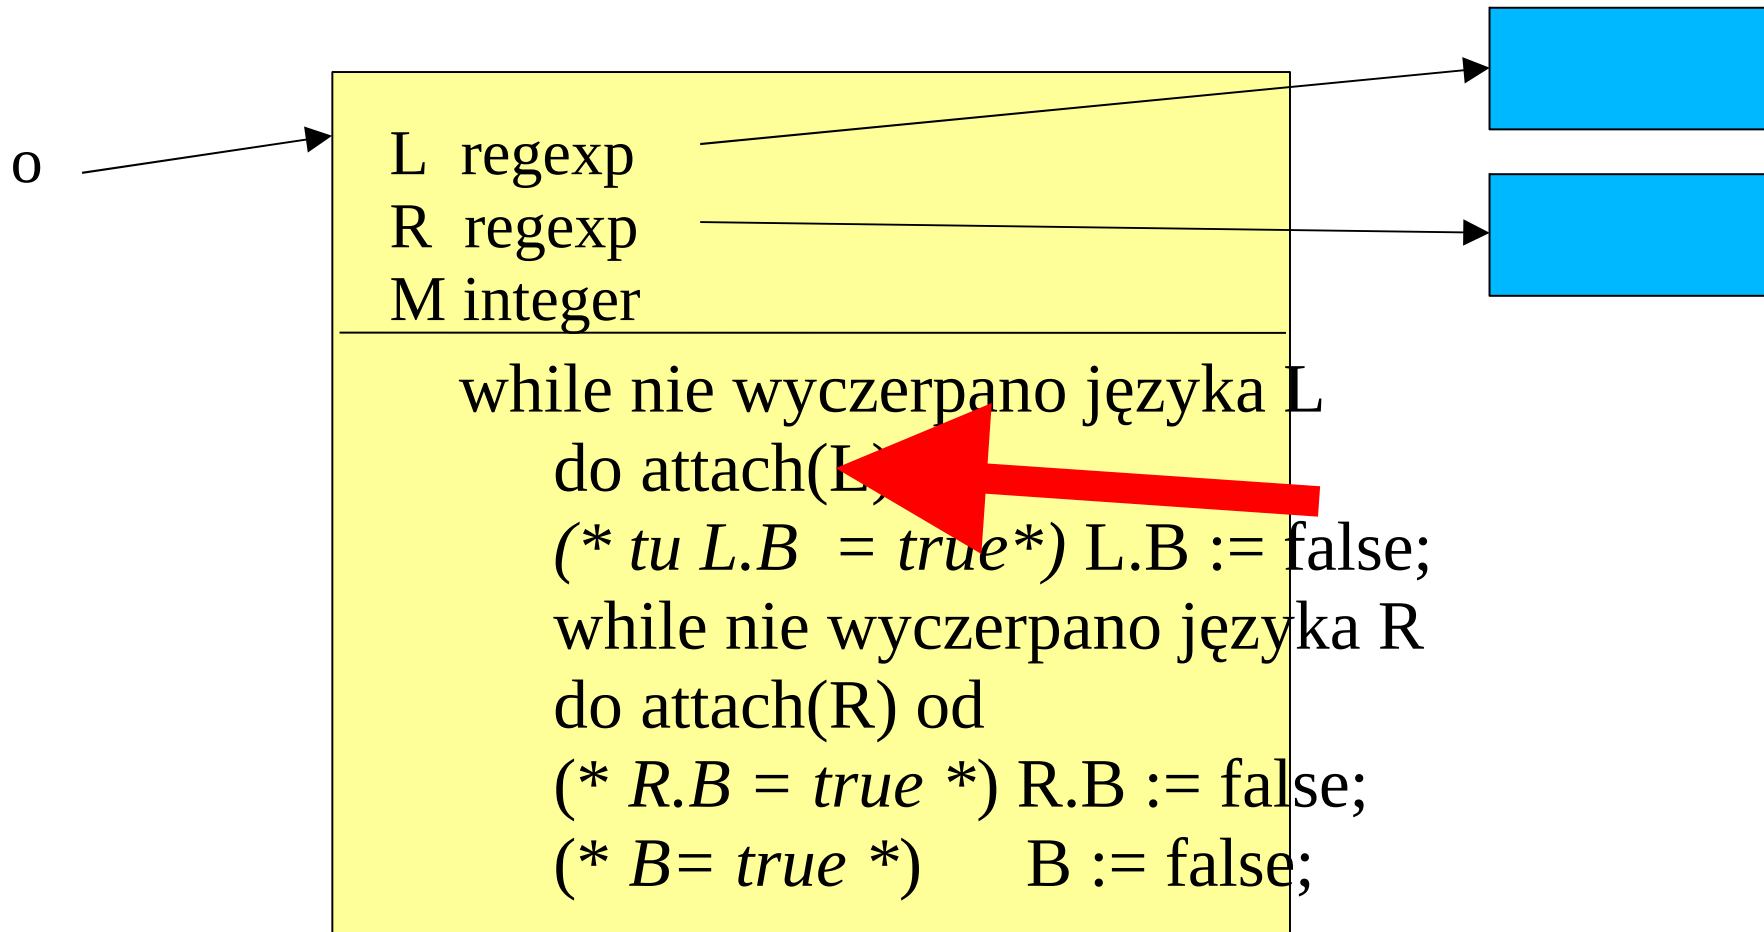 o
L regexp
R regexp
M integer
while nie wyczerpano języka L
do attach(L)
(* tu L.B = true*) L.B := false;
while nie wyczerpano języka R
do attach(R) od
(* R.B = true *) R.B := false;
(* B= true *) B := false;